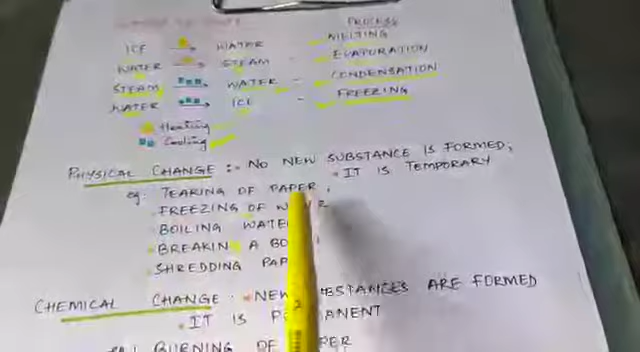 PROCESS
ICE → WATER - MELTING
WATER → STEAM - EVAPORATION
STEAM → WATER - CONDENSATION
WATER → ICE - FREEZING
Heating
Cooling
PHYSICAL CHANGE :- NO NEW SUBSTANCE IS FORMED;
• IT IS TEMPORARY
eg. TEARING OF PAPER,
• FREEZING OF
• BOILING
• BREAKING A
• SHREDDING
CHEMICAL CHANGE • NEW ARE FORMED
• IT IS
BURNING OF